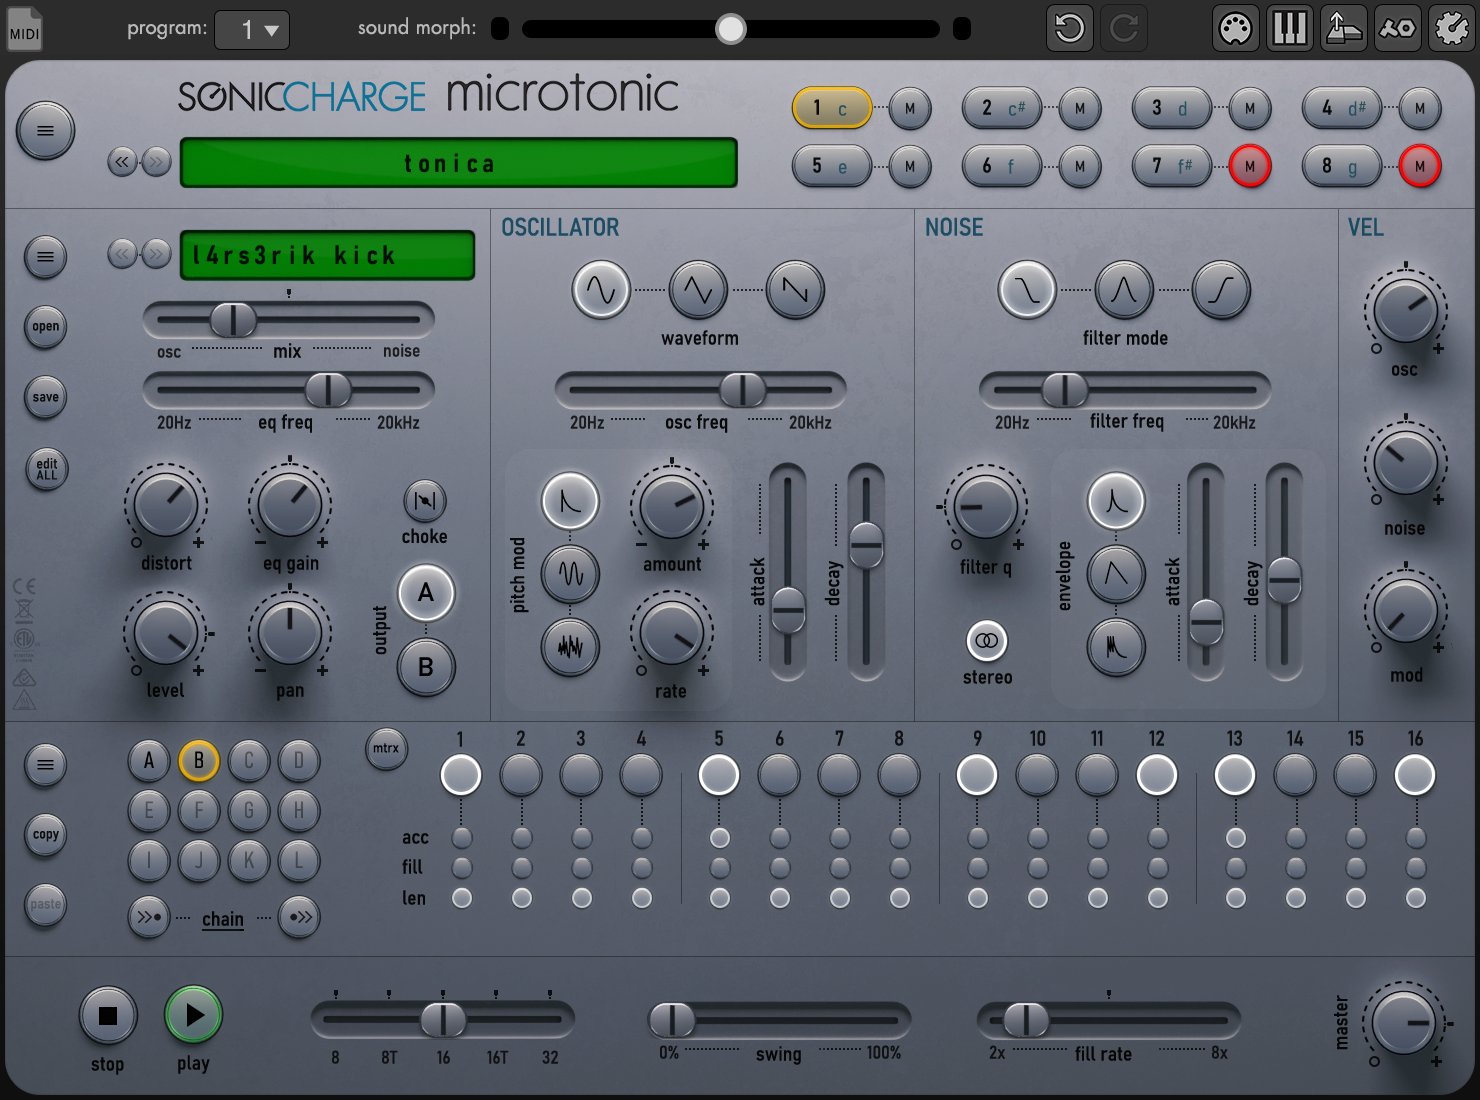 MIDI
program: 1
sound morph:
SONICCHARGE microtonic
tonica
1 c M 2 c# M 3 d M 4 d# M
5 e M 6 f M 7 f# M 8 g M
l4rs3rik kick
open
save
edit ALL
osc mix noise
20Hz eq freq 20kHz
distort
eq gain
level
pan
choke
output
A
B
OSCILLATOR
waveform
20Hz osc freq 20kHz
pitch mod
amount
rate
attack
decay
NOISE
filter mode
20Hz filter freq 20kHz
filter q
stereo
envelope
attack
decay
VEL
osc
noise
mod
copy
paste
A B C D
E F G H
I J K L
chain
mtrx
1 2 3 4 5 6 7 8 9 10 11 12 13 14 15 16
acc
fill
len
stop
play
8 8T 16 16T 32
0% swing 100%
2x fill rate 8x
master